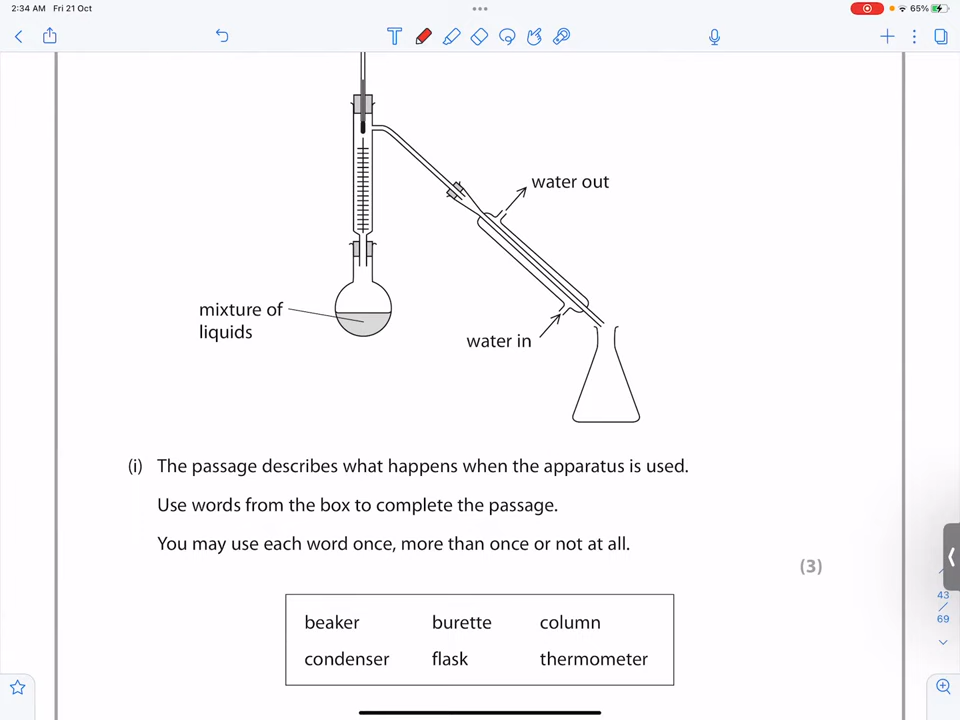 2:34 AM Fri 21 Oct
65%
water out
mixture of
liquids
water in
(i) The passage describes what happens when the apparatus is used.
Use words from the box to complete the passage.
You may use each word once, more than once or not at all.
(3)
beaker burette column
condenser flask thermometer
43
/
69